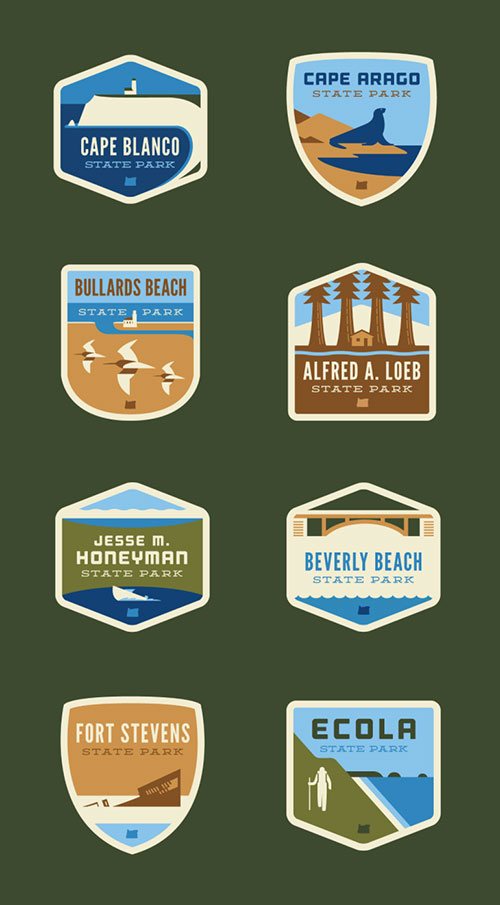 CAPE BLANCO
STATE PARK
CAPE ARAGO
STATE PARK
BULLARDS BEACH
STATE PARK
ALFRED A. LOEB
STATE PARK
JESSE M.
HONEYMAN
STATE PARK
BEVERLY BEACH
STATE PARK
FORT STEVENS
STATE PARK
ECOLA
STATE PARK